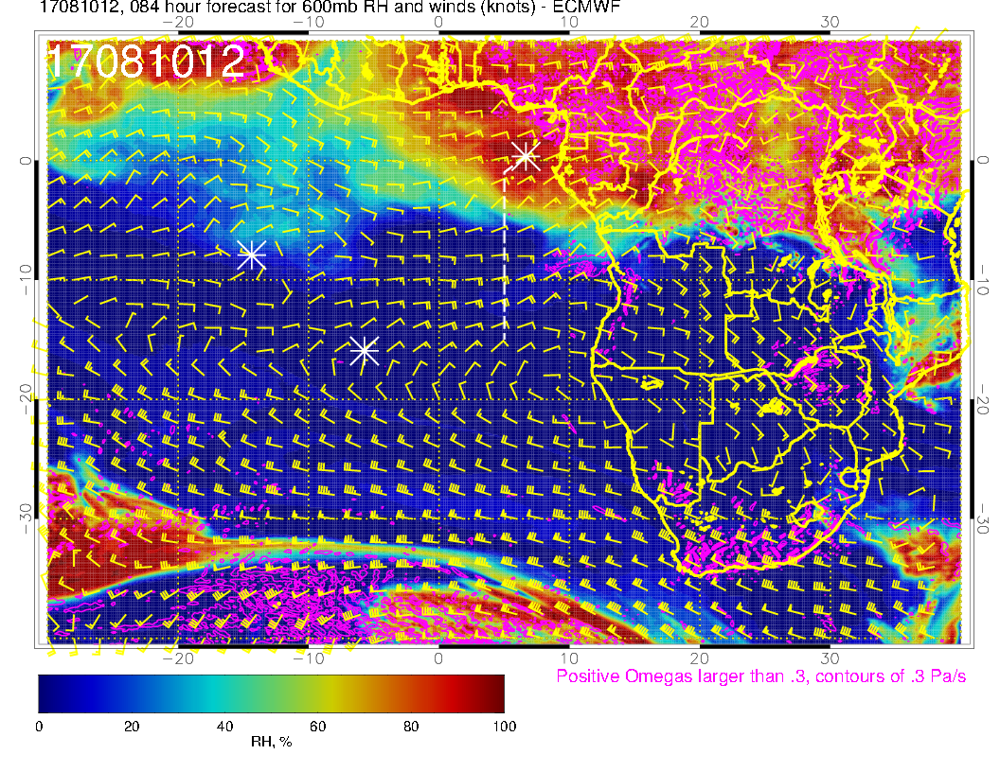 17081012, 084 hour forecast for 600mb RH and winds (knots) - ECMWF
-20 -10 0 10 20 30
17081012
0 0
-10 -10
-20 -20
-30 -30
-20 -10 0 10 20 30
Positive Omegas larger than .3, contours of .3 Pa/s
0 20 40 60 80 100
RH, %